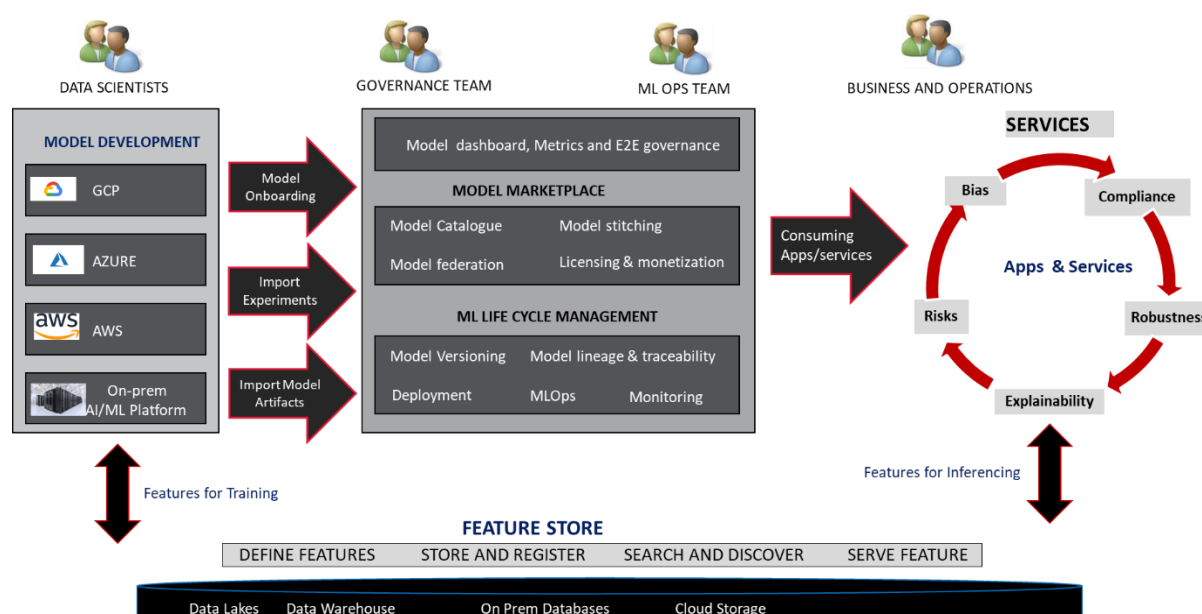 DATA SCIENTISTS
GOVERNANCE TEAM
ML OPS TEAM
BUSINESS AND OPERATIONS
MODEL DEVELOPMENT
GCP
AZURE
aws
AWS
On-prem
AI/ML Platform
Model
Onboarding
Import
Experiments
Import Model
Artifacts
Model dashboard, Metrics and E2E governance
MODEL MARKETPLACE
Model Catalogue
Model stitching
Model federation
Licensing & monetization
ML LIFE CYCLE MANAGEMENT
Model Versioning
Model lineage & traceability
Deployment
MLOps
Monitoring
Consuming
Apps/services
SERVICES
Bias
Compliance
Apps & Services
Risks
Robustness
Explainability
Features for Training
Features for Inferencing
FEATURE STORE
DEFINE FEATURES
STORE AND REGISTER
SEARCH AND DISCOVER
SERVE FEATURE
Data Lakes
Data Warehouse
On Prem Databases
Cloud Storage